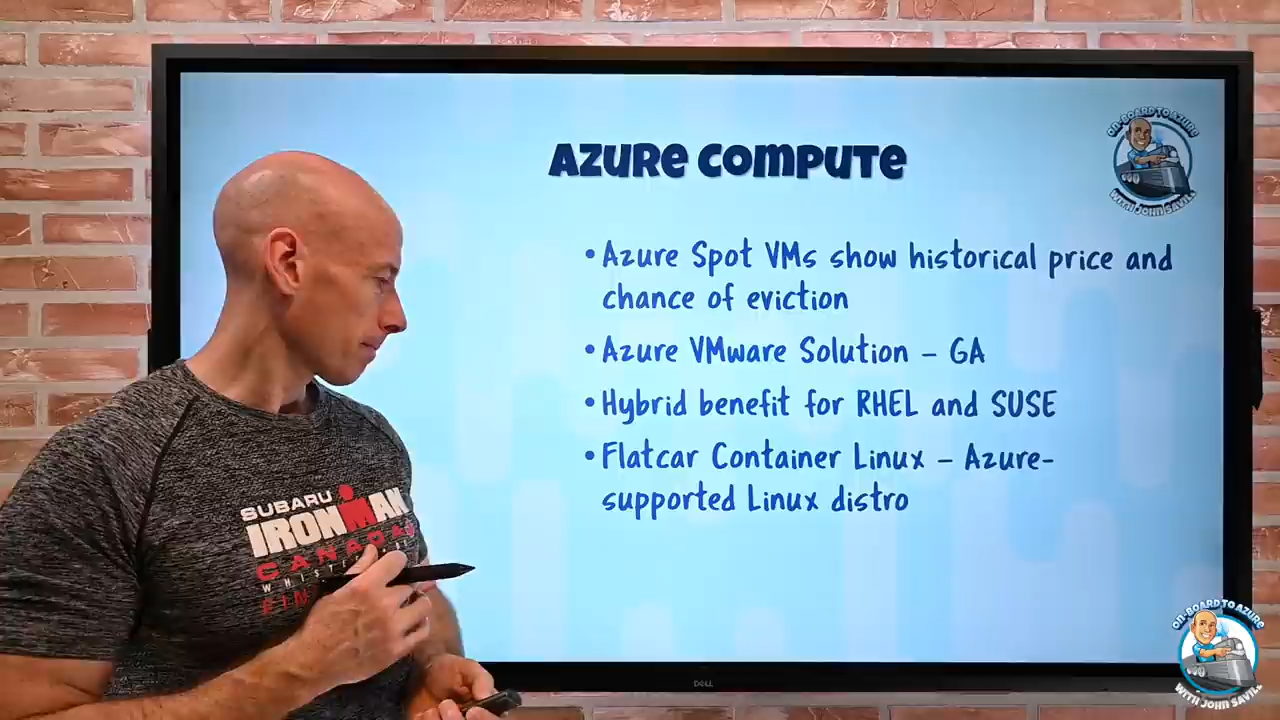 AZURE COMPUTE
ON-BOARD TO AZURE
WITH JOHN SAVILL
•Azure Spot VMs show historical price and
chance of eviction
•Azure VMware Solution – GA
•Hybrid benefit for RHEL and SUSE
•Flatcar Container Linux – Azure-
supported Linux distro
SUBARU
IRONMAN
CANADA
DELL
ON-BOARD TO AZURE
WITH JOHN SAVILL